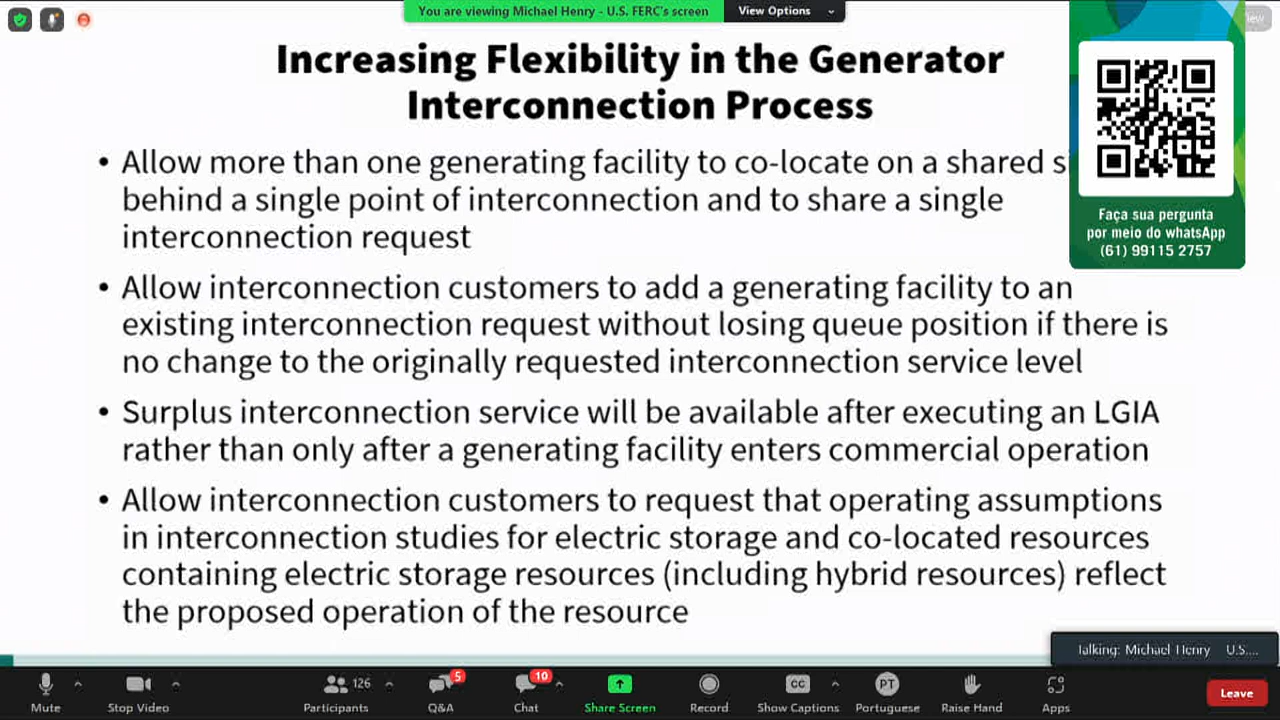 You are viewing Michael Henry - U.S. FERC's screen
View Options
Increasing Flexibility in the Generator
Interconnection Process
• Allow more than one generating facility to co-locate on a shared
behind a single point of interconnection and to share a single
interconnection request
• Allow interconnection customers to add a generating facility to an
existing interconnection request without losing queue position if there is
no change to the originally requested interconnection service level
• Surplus interconnection service will be available after executing an LGIA
rather than only after a generating facility enters commercial operation
• Allow interconnection customers to request that operating assumptions
in interconnection studies for electric storage and co-located resources
containing electric storage resources (including hybrid resources) reflect
the proposed operation of the resource
Faça sua pergunta
por meio do whatsApp
(61) 99115 2757
Talking: Michael Henry U.S....
Mute
Stop Video
126
Participants
5
Q&A
10
Chat
Share Screen
Record
CC
Show Captions
PT
Portuguese
Raise Hand
Apps
Leave